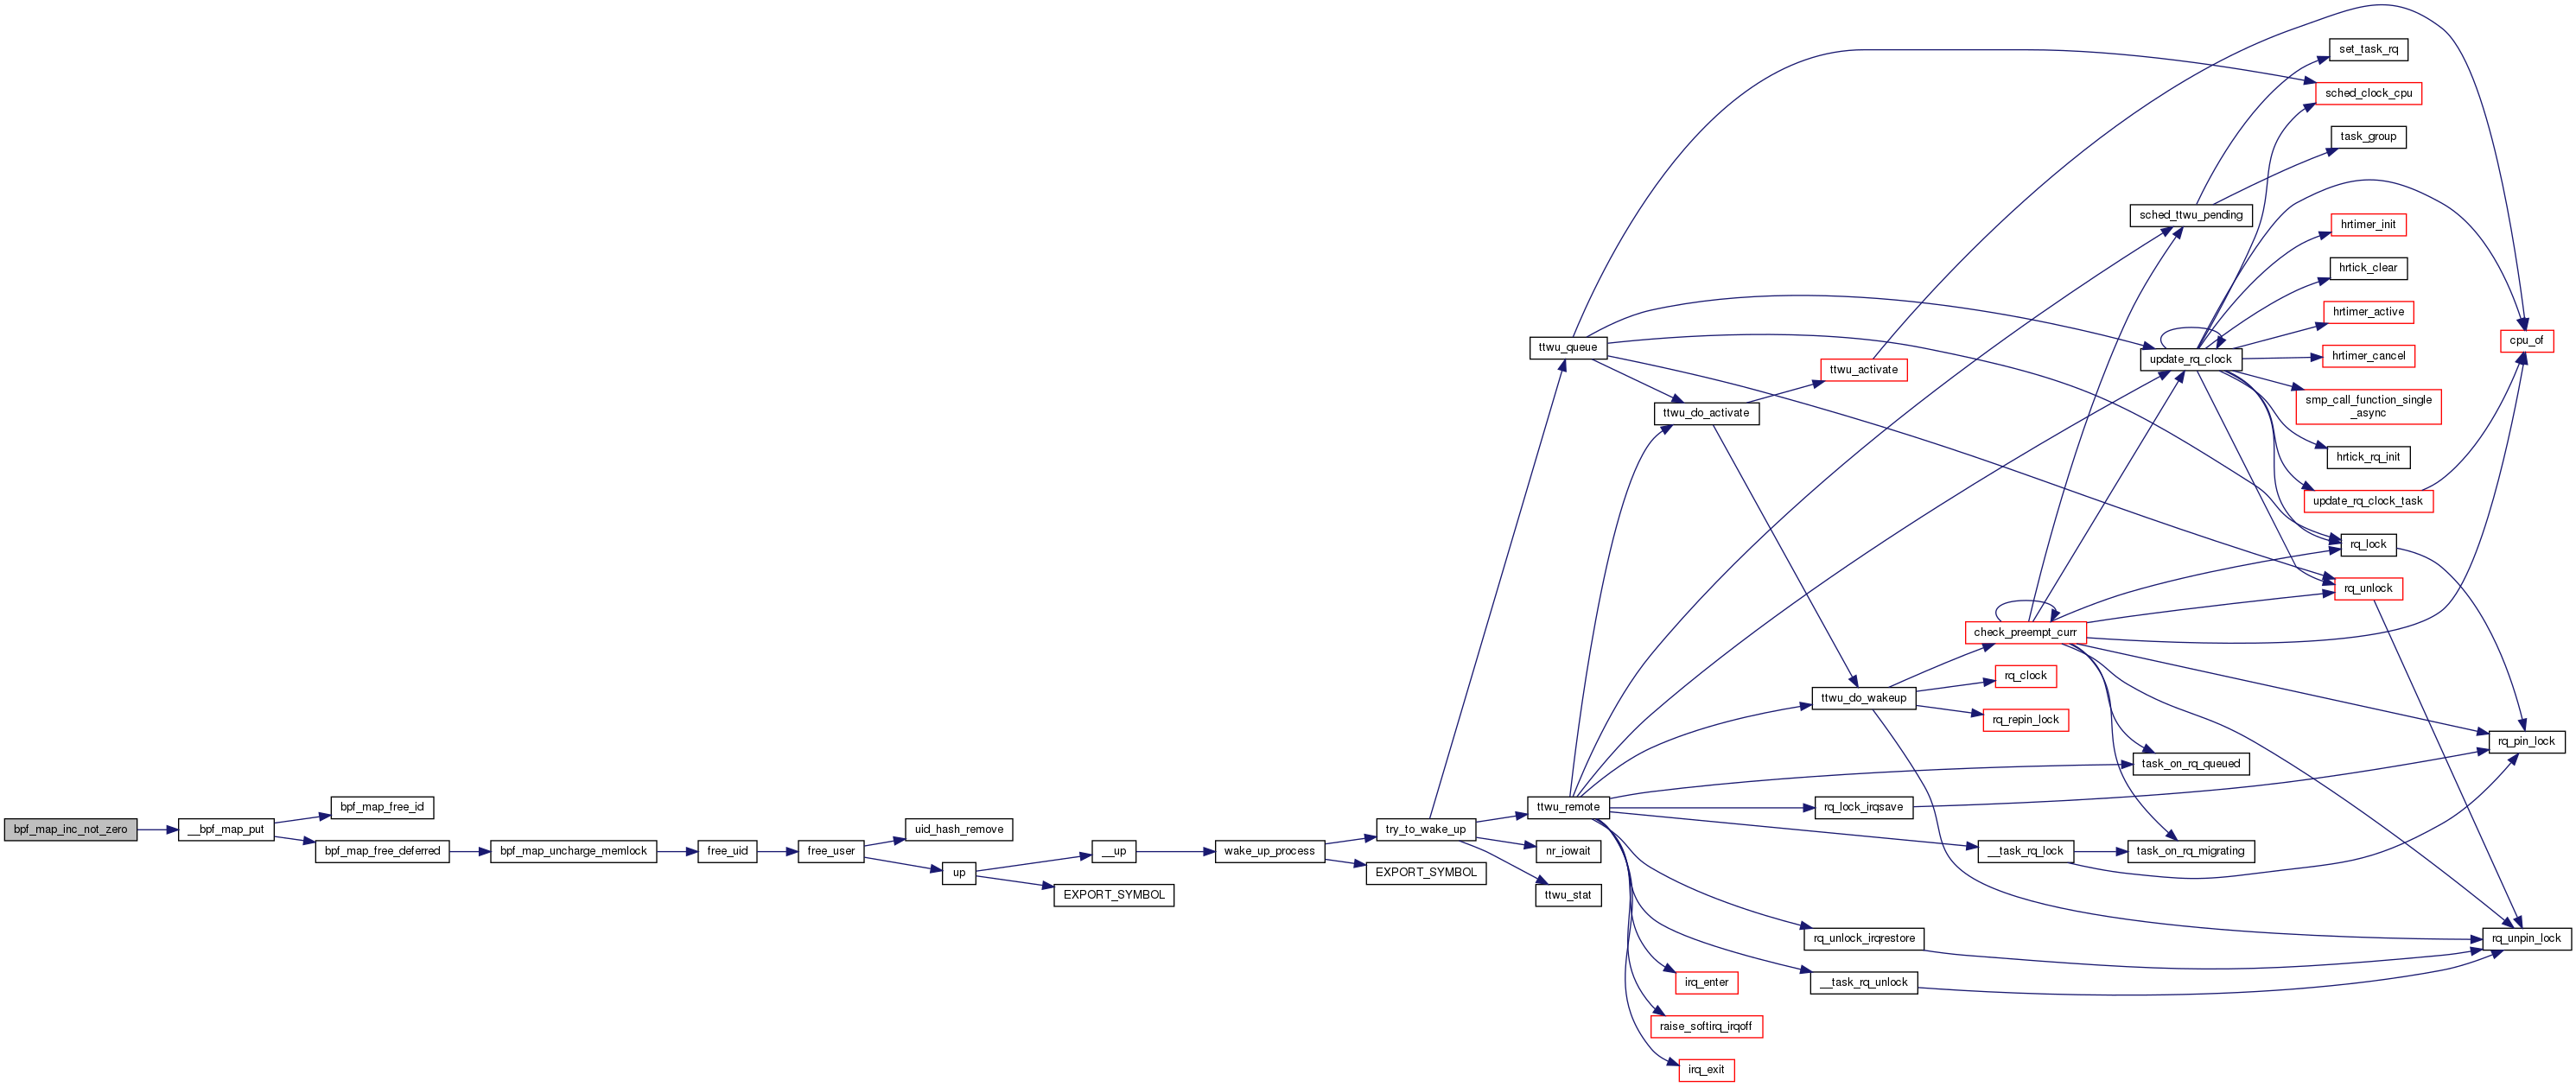 set_task_rq
sched_clock_cpu
task_group
sched_ttwu_pending
hrtimer_init
hrtick_clear
hrtimer_active
cpu_of
ttwu_queue
update_rq_clock
hrtimer_cancel
ttwu_activate
smp_call_function_single
_async
ttwu_do_activate
hrtick_rq_init
update_rq_clock_task
rq_lock
rq_unlock
check_preempt_curr
rq_clock
ttwu_do_wakeup
rq_repin_lock
rq_pin_lock
task_on_rq_queued
bpf_map_free_id
ttwu_remote
rq_lock_irqsave
bpf_map_inc_not_zero
__bpf_map_put
uid_hash_remove
try_to_wake_up
bpf_map_free_deferred
bpf_map_uncharge_memlock
free_uid
free_user
__up
wake_up_process
nr_iowait
__task_rq_lock
task_on_rq_migrating
up
EXPORT_SYMBOL
EXPORT_SYMBOL
ttwu_stat
rq_unlock_irqrestore
rq_unpin_lock
irq_enter
__task_rq_unlock
raise_softirq_irqoff
irq_exit